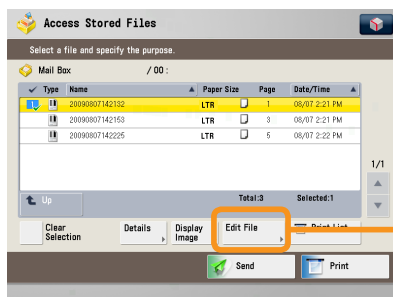 Access Stored Files
Select a file and specify the purpose.
Mail Box / 00 :
Type Name Paper Size Page Date/Time
1 20090807142132 LTR 1 08/07 2:21 PM
20090807142153 LTR 3 08/07 2:21 PM
20090807142225 LTR 5 08/07 2:22 PM
1/1
Up Total:3 Selected:1
Clear Selection Details Display Image Edit File Print List
Send Print